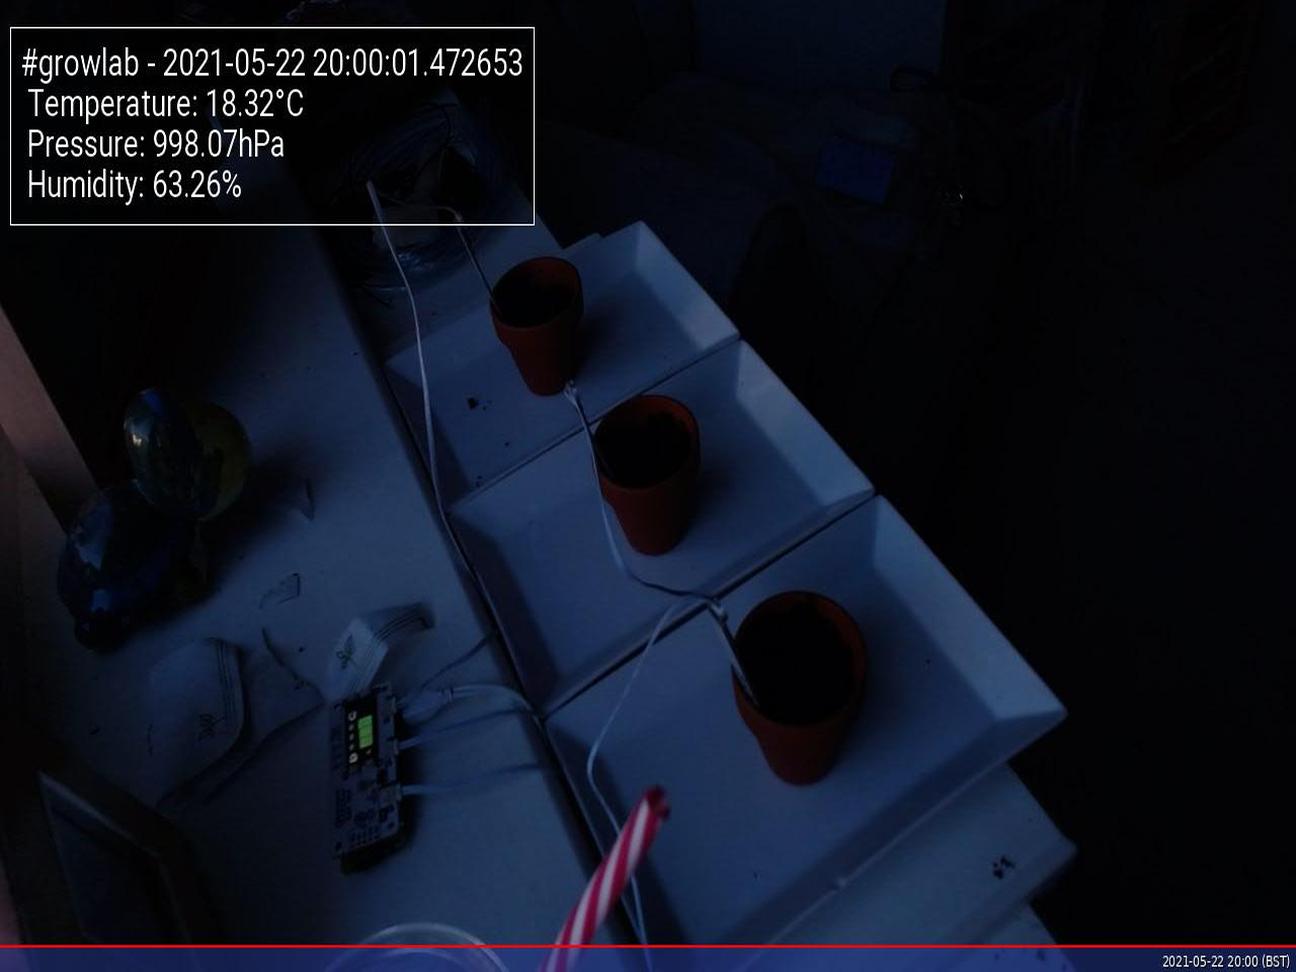 #growlab - 2021-05-22 20:00:01.472653
Temperature: 18.32°C
Pressure: 998.07hPa
Humidity: 63.26%
2021-05-22 20:00 (BST)